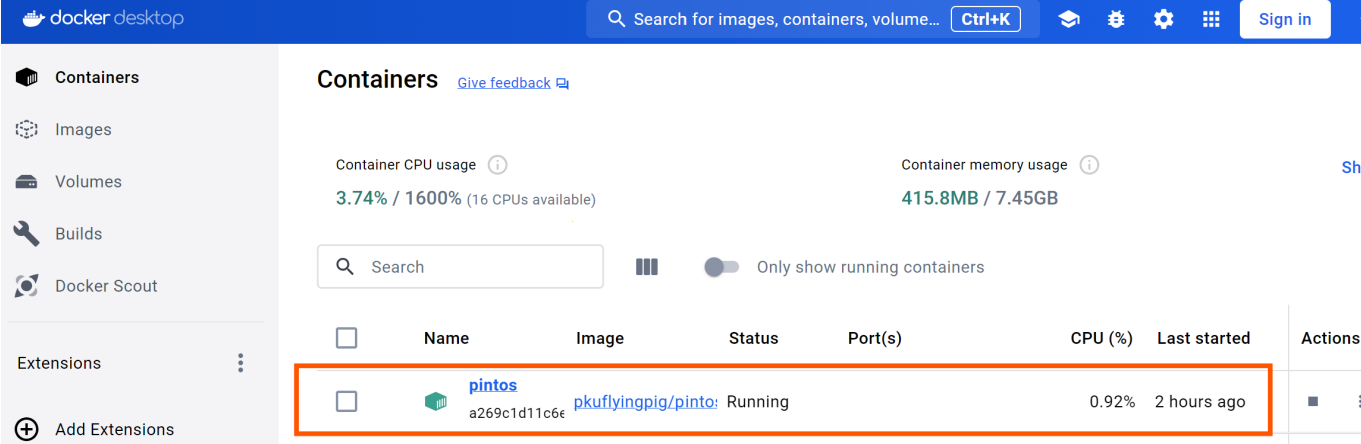 docker desktop
Search for images, containers, volume... Ctrl+K
Sign in
Containers
Images
Volumes
Builds
Docker Scout
Extensions
Add Extensions
Containers Give feedback
Container CPU usage
3.74% / 1600% (16 CPUs available)
Container memory usage
415.8MB / 7.45GB
Sh
Search
Only show running containers
Name Image Status Port(s) CPU (%) Last started Actions
pintos
a269c1d11c6e
pkuflyingpig/pintos Running 0.92% 2 hours ago